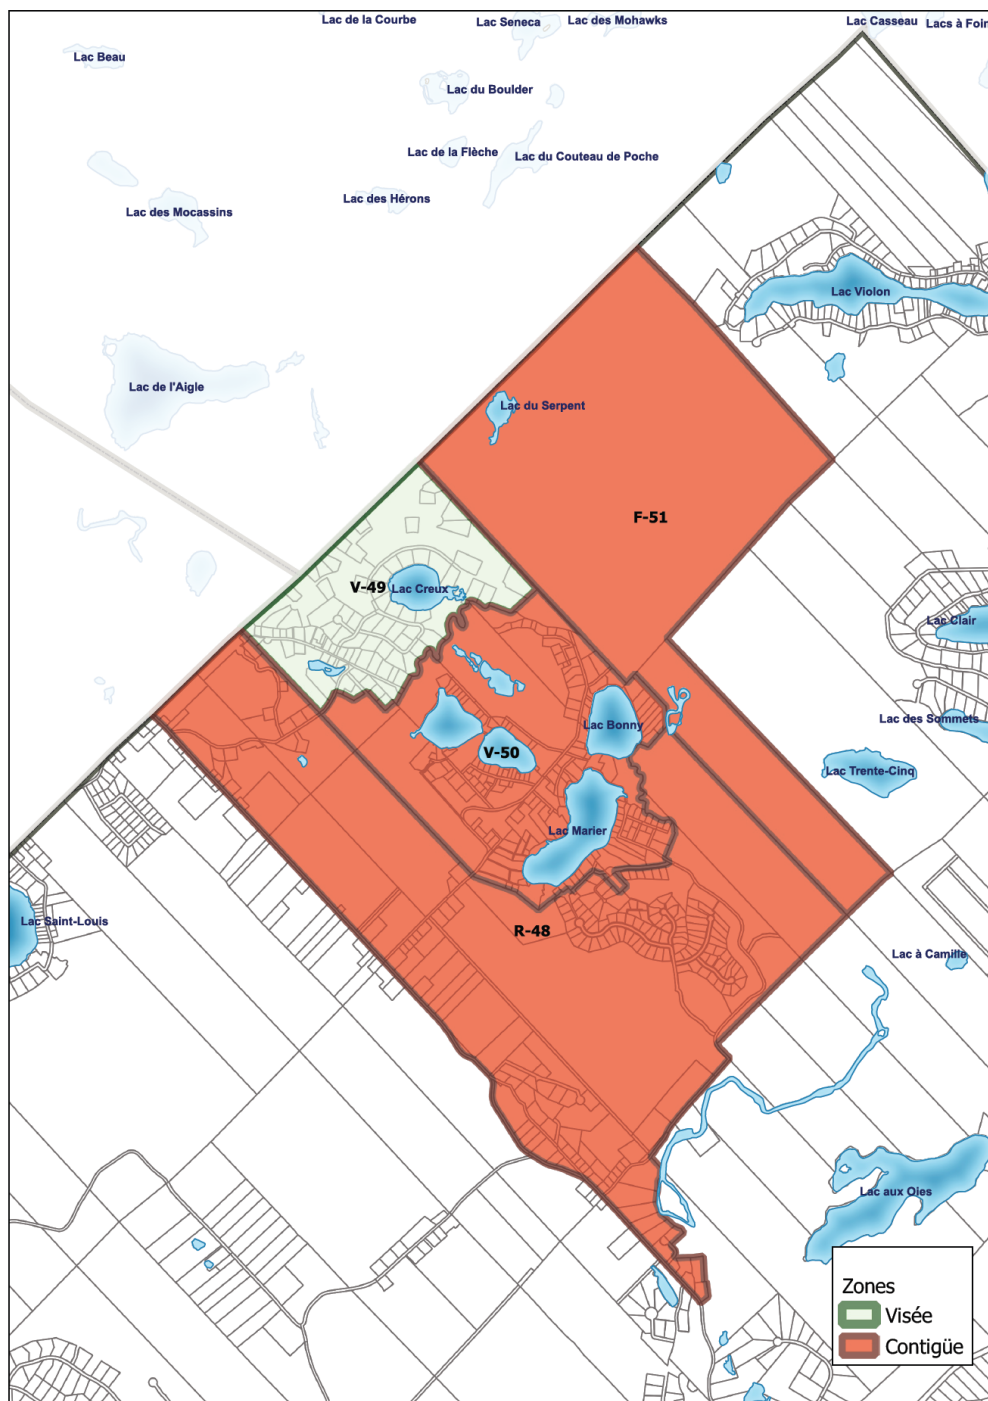 Lac de la Courbe
Lac Seneca
Lac des Mohawks
Lac Casseau
Lacs à Foin
Lac Beau
Lac du Boulder
Lac de la Flèche
Lac du Couteau de Poche
Lac des Hérons
Lac des Mocassins
Lac Violon
Lac de l'Aigle
Lac du Serpent
F-51
V-49
Lac Creux
Lac Clair
Lac des Sommets
Lac Bonny
V-50
Lac Trente-Cinq
Lac Marier
Lac Saint-Louis
R-48
Lac à Camille
Lac aux Oies
Zones
Visée
Contigüe